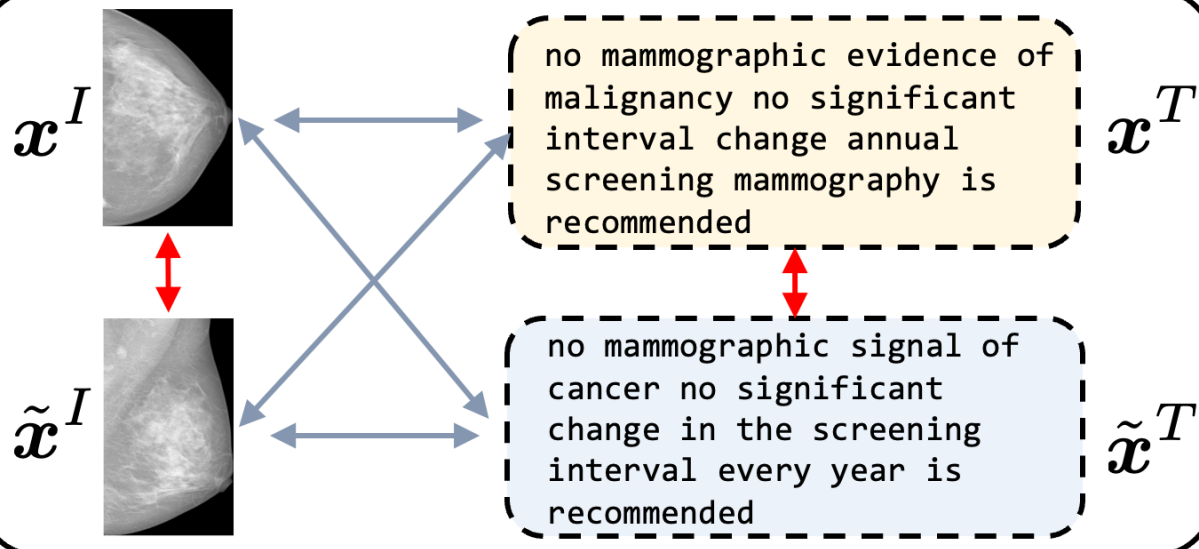 x^I
no mammographic evidence of
malignancy no significant
interval change annual
screening mammography is
recommended
x^T
x̃^I
no mammographic signal of
cancer no significant
change in the screening
interval every year is
recommended
x̃^T